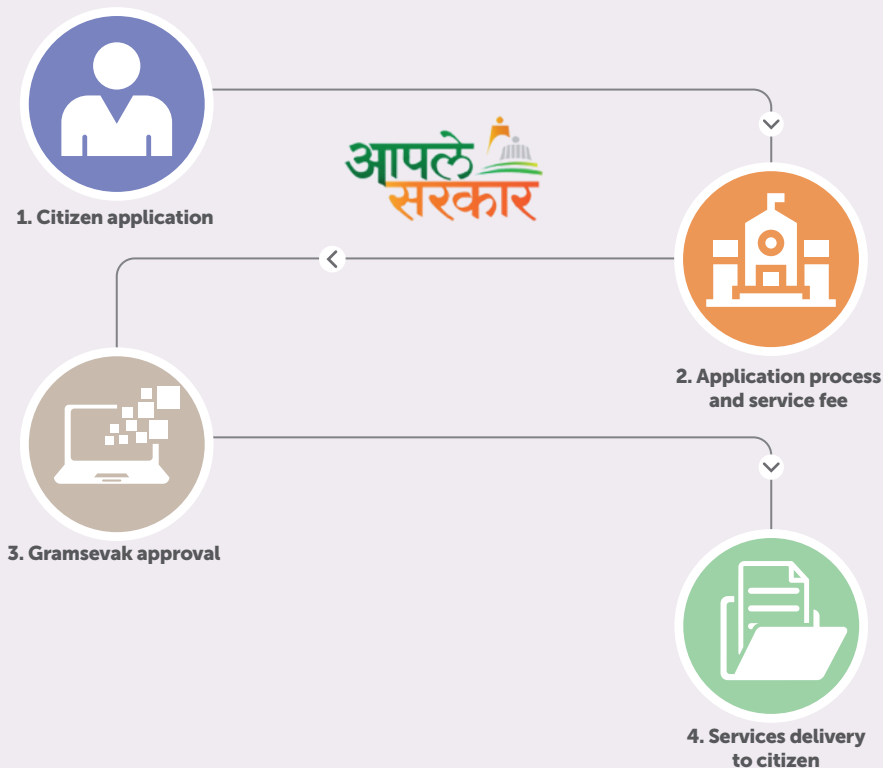 आपले
सरकार
1. Citizen application
2. Application process
and service fee
3. Gramsevak approval
4. Services delivery
to citizen